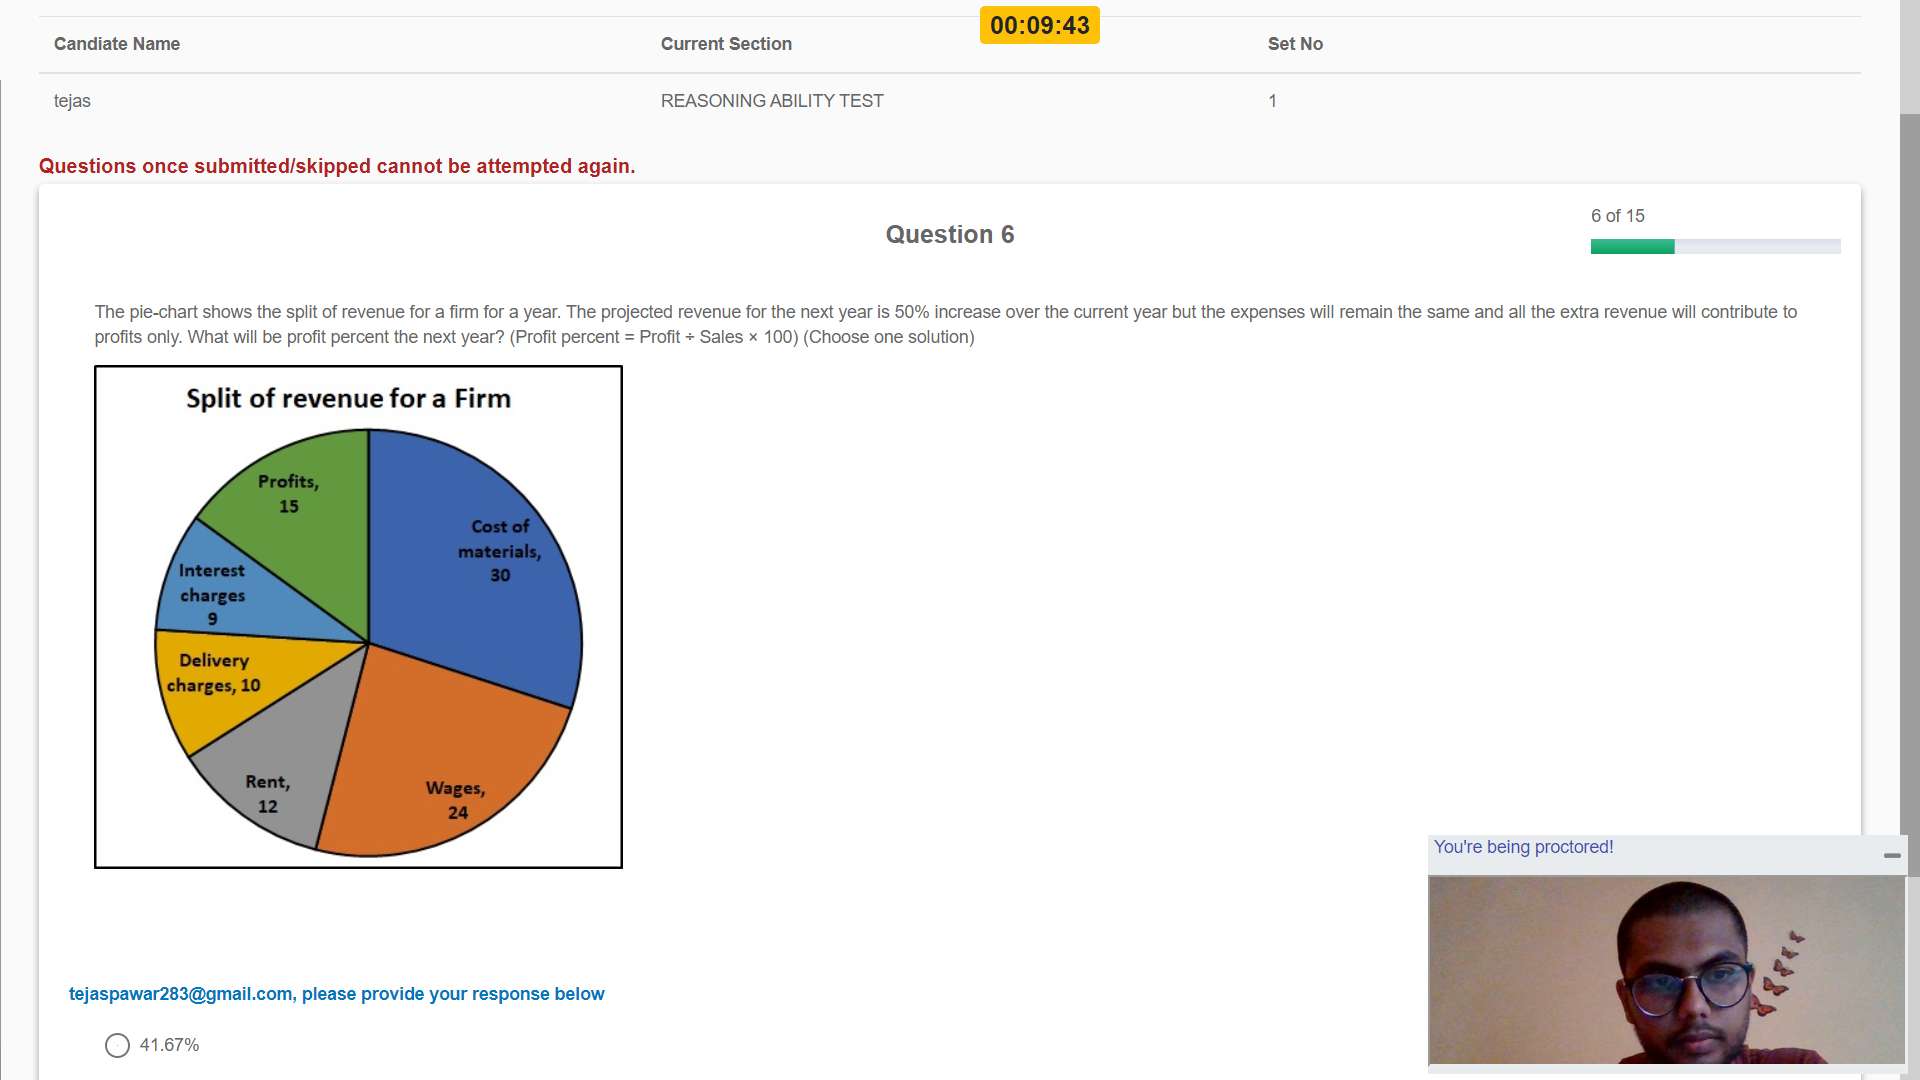 00:09:43
Candiate Name
Current Section
Set No
tejas
REASONING ABILITY TEST
1
Questions once submitted/skipped cannot be attempted again.
6 of 15
Question 6
The pie-chart shows the split of revenue for a firm for a year. The projected revenue for the next year is 50% increase over the current year but the expenses will remain the same and all the extra revenue will contribute to
profits only. What will be profit percent the next year? (Profit percent = Profit ÷ Sales × 100) (Choose one solution)
Split of revenue for a Firm
Profits,
15
Cost of
materials,
30
Interest
charges
9
Delivery
charges, 10
Rent,
12
Wages,
24
You're being proctored!
tejaspawar283@gmail.com, please provide your response below
41.67%